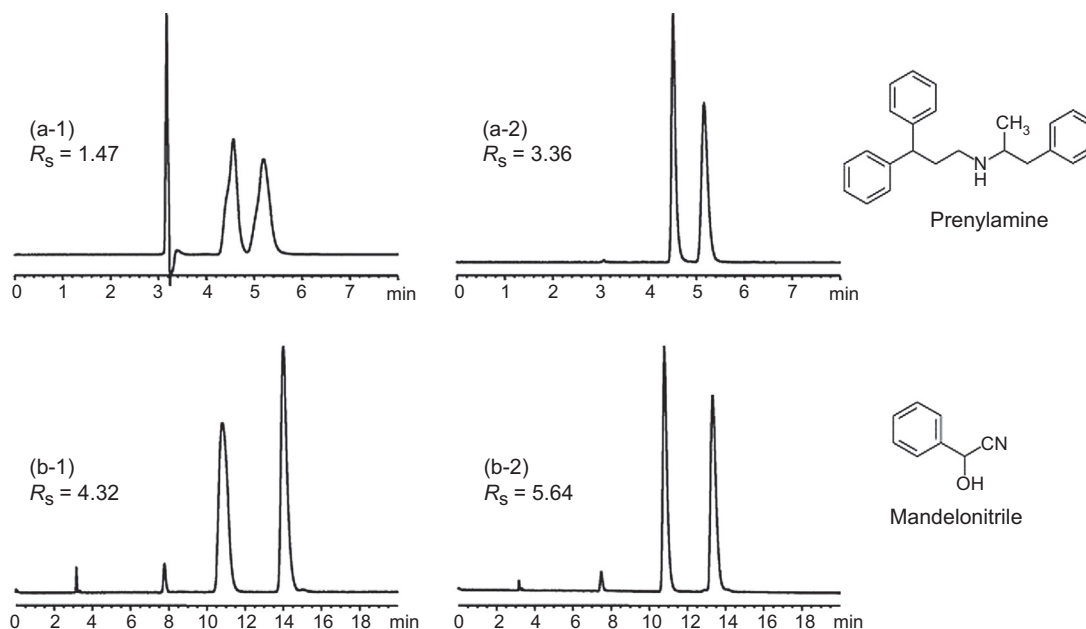 (a-1)
Rs = 1.47
0 1 2 3 4 5 6 7 min
(a-2)
Rs = 3.36
0 1 2 3 4 5 6 7 min
CH3
N
H
Prenylamine
(b-1)
Rs = 4.32
0 2 4 6 8 10 12 14 16 18 min
(b-2)
Rs = 5.64
0 2 4 6 8 10 12 14 16 18 min
CN
OH
Mandelonitrile